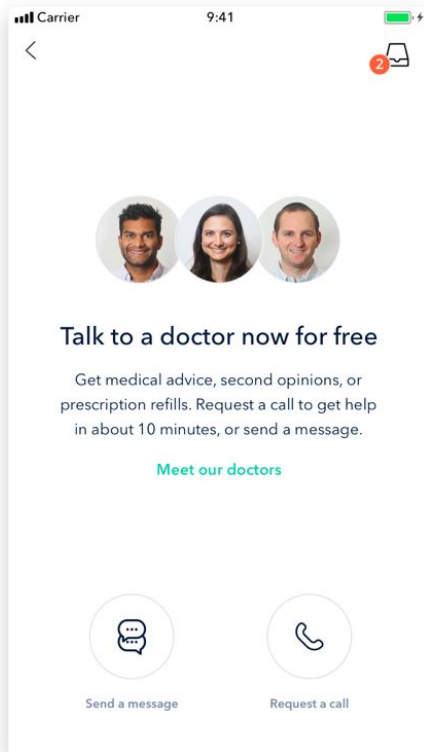 Carrier 9:41
2
Talk to a doctor now for free
Get medical advice, second opinions, or
prescription refills. Request a call to get help
in about 10 minutes, or send a message.
Meet our doctors
Send a message Request a call